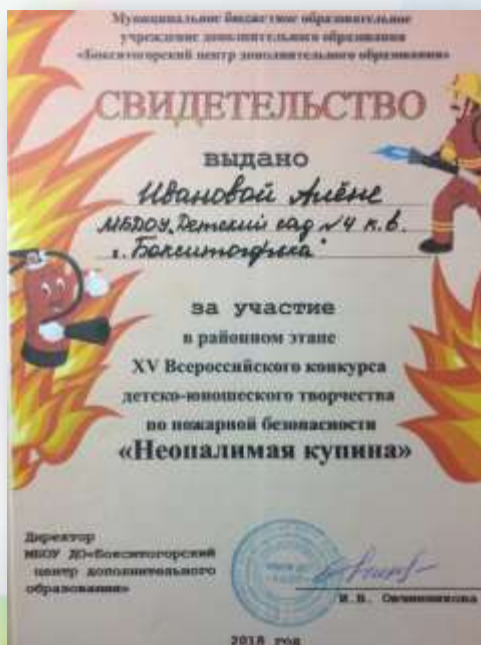 Муниципальное бюджетное образовательное
учреждение дополнительного образования
«Бокситогорский центр дополнительного образования»
СВИДЕТЕЛЬСТВО
выдано
Ивановой Алёне
МБДОУ "Детский сад №4 к.в.
г. Бокситогорска"
за участие
в районном этапе
XV Всероссийского конкурса
детско-юношеского творчества
по пожарной безопасности
«Неопалимая купина»
Директор
МБОУ ДО«Бокситогорский
центр дополнительного
образования»
И.В. Овчинникова
2018 год